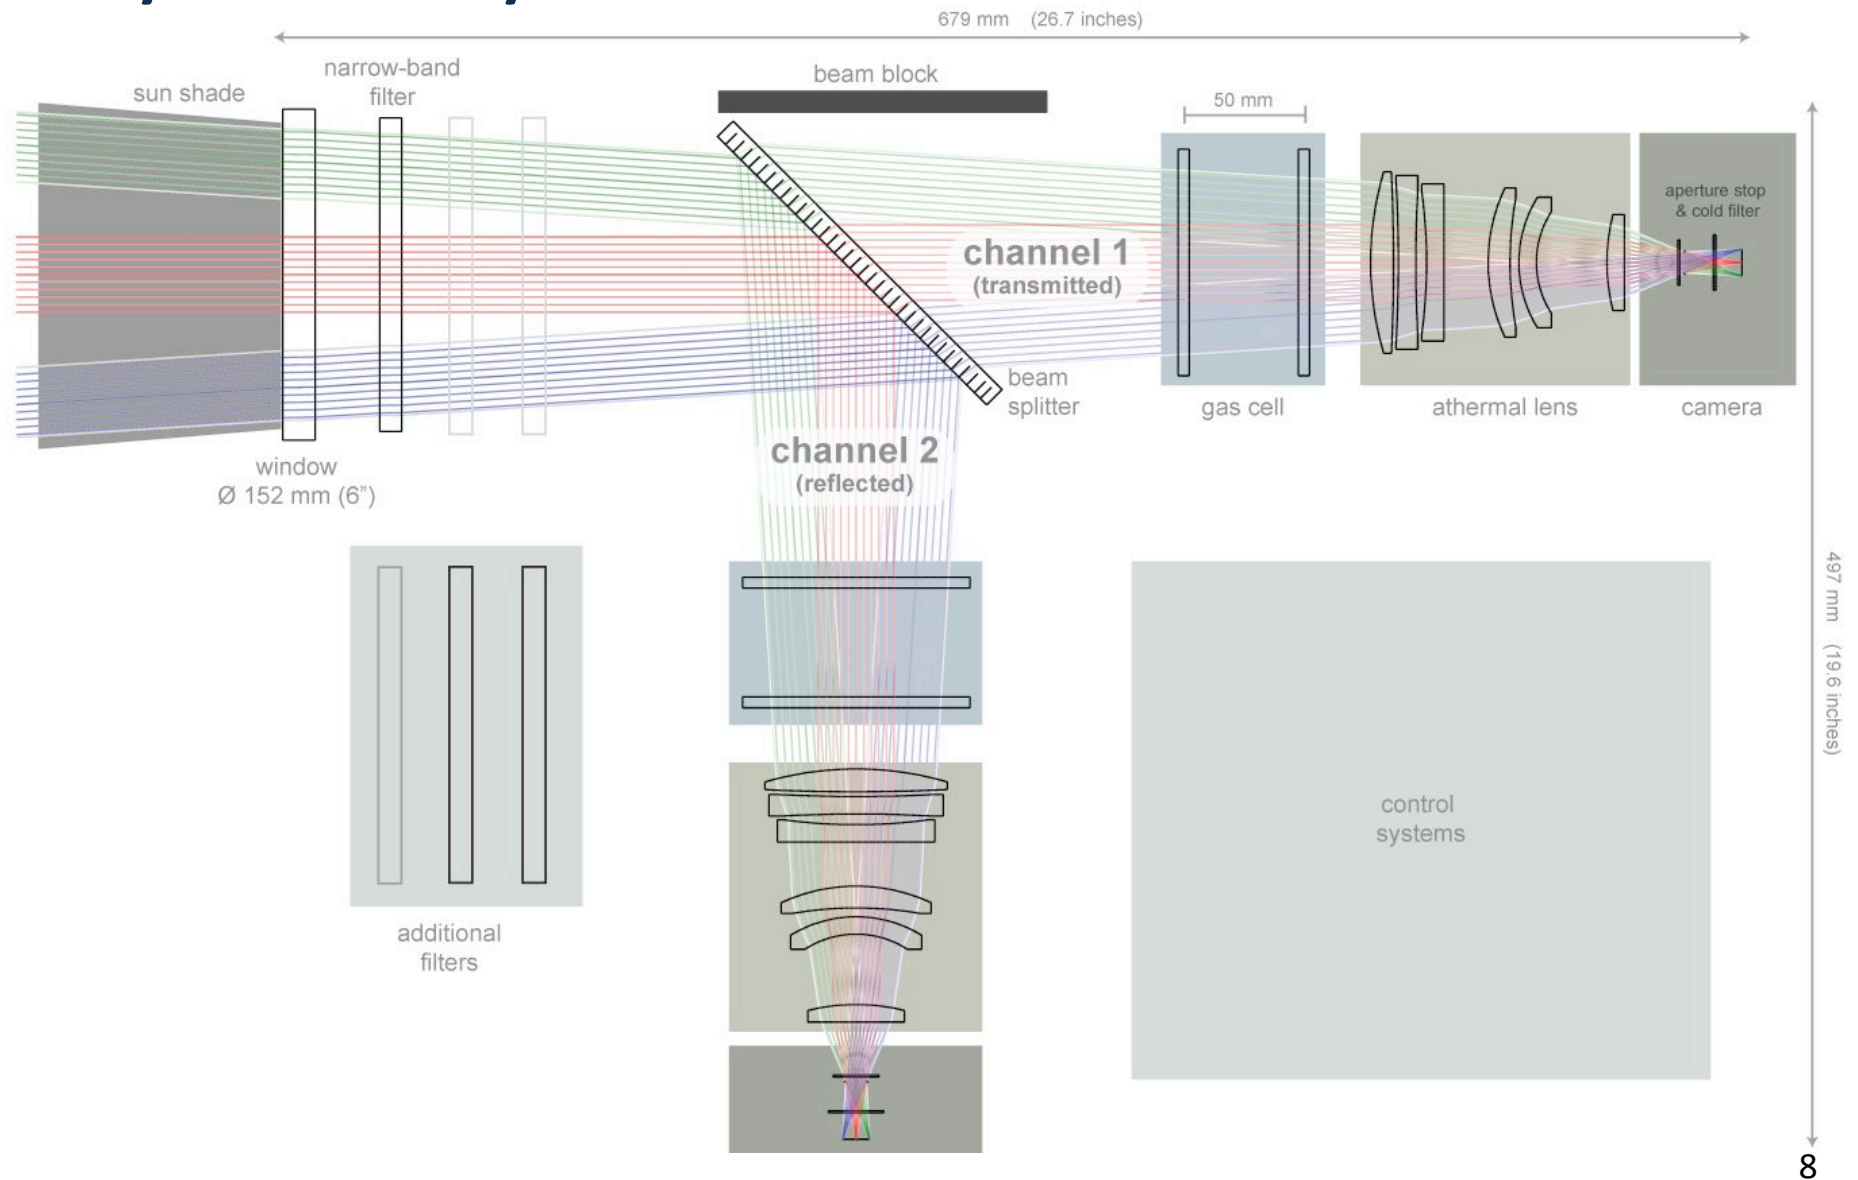 679 mm (26.7 inches)
sun shade
narrow-band
filter
beam block
50 mm
aperture stop
& cold filter
channel 1
(transmitted)
beam
splitter
gas cell
athermal lens
camera
channel 2
(reflected)
window
Ø 152 mm (6”)
497 mm (19.6 inches)
additional
filters
control
systems
8